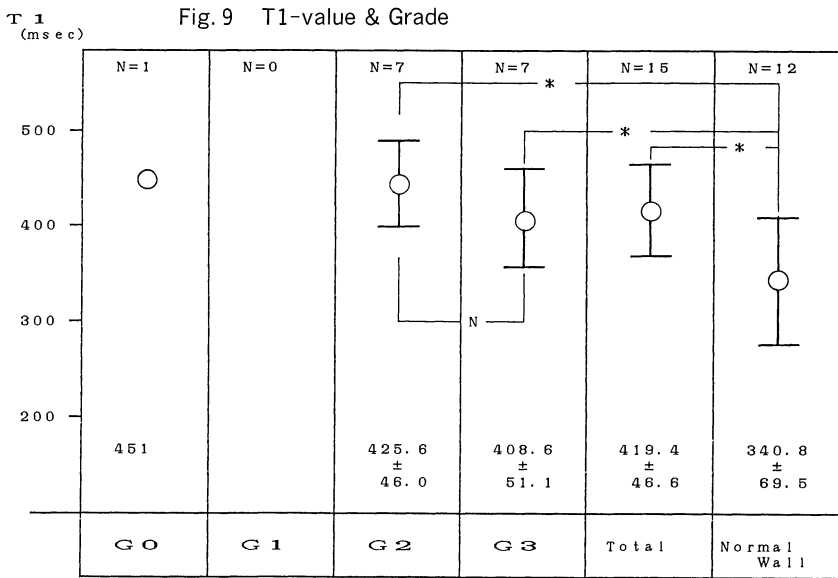 Fig. 9 T1-value & Grade
T 1
(msec)
N=1 N=0 N=7 N=7 N=15 N=12
*
500
*
*
400
300
N
200
451 425.6 408.6 419.4 340.8
± ± ± ±
46.0 51.1 46.6 69.5
G0 G1 G2 G3 Total Normal
Wall